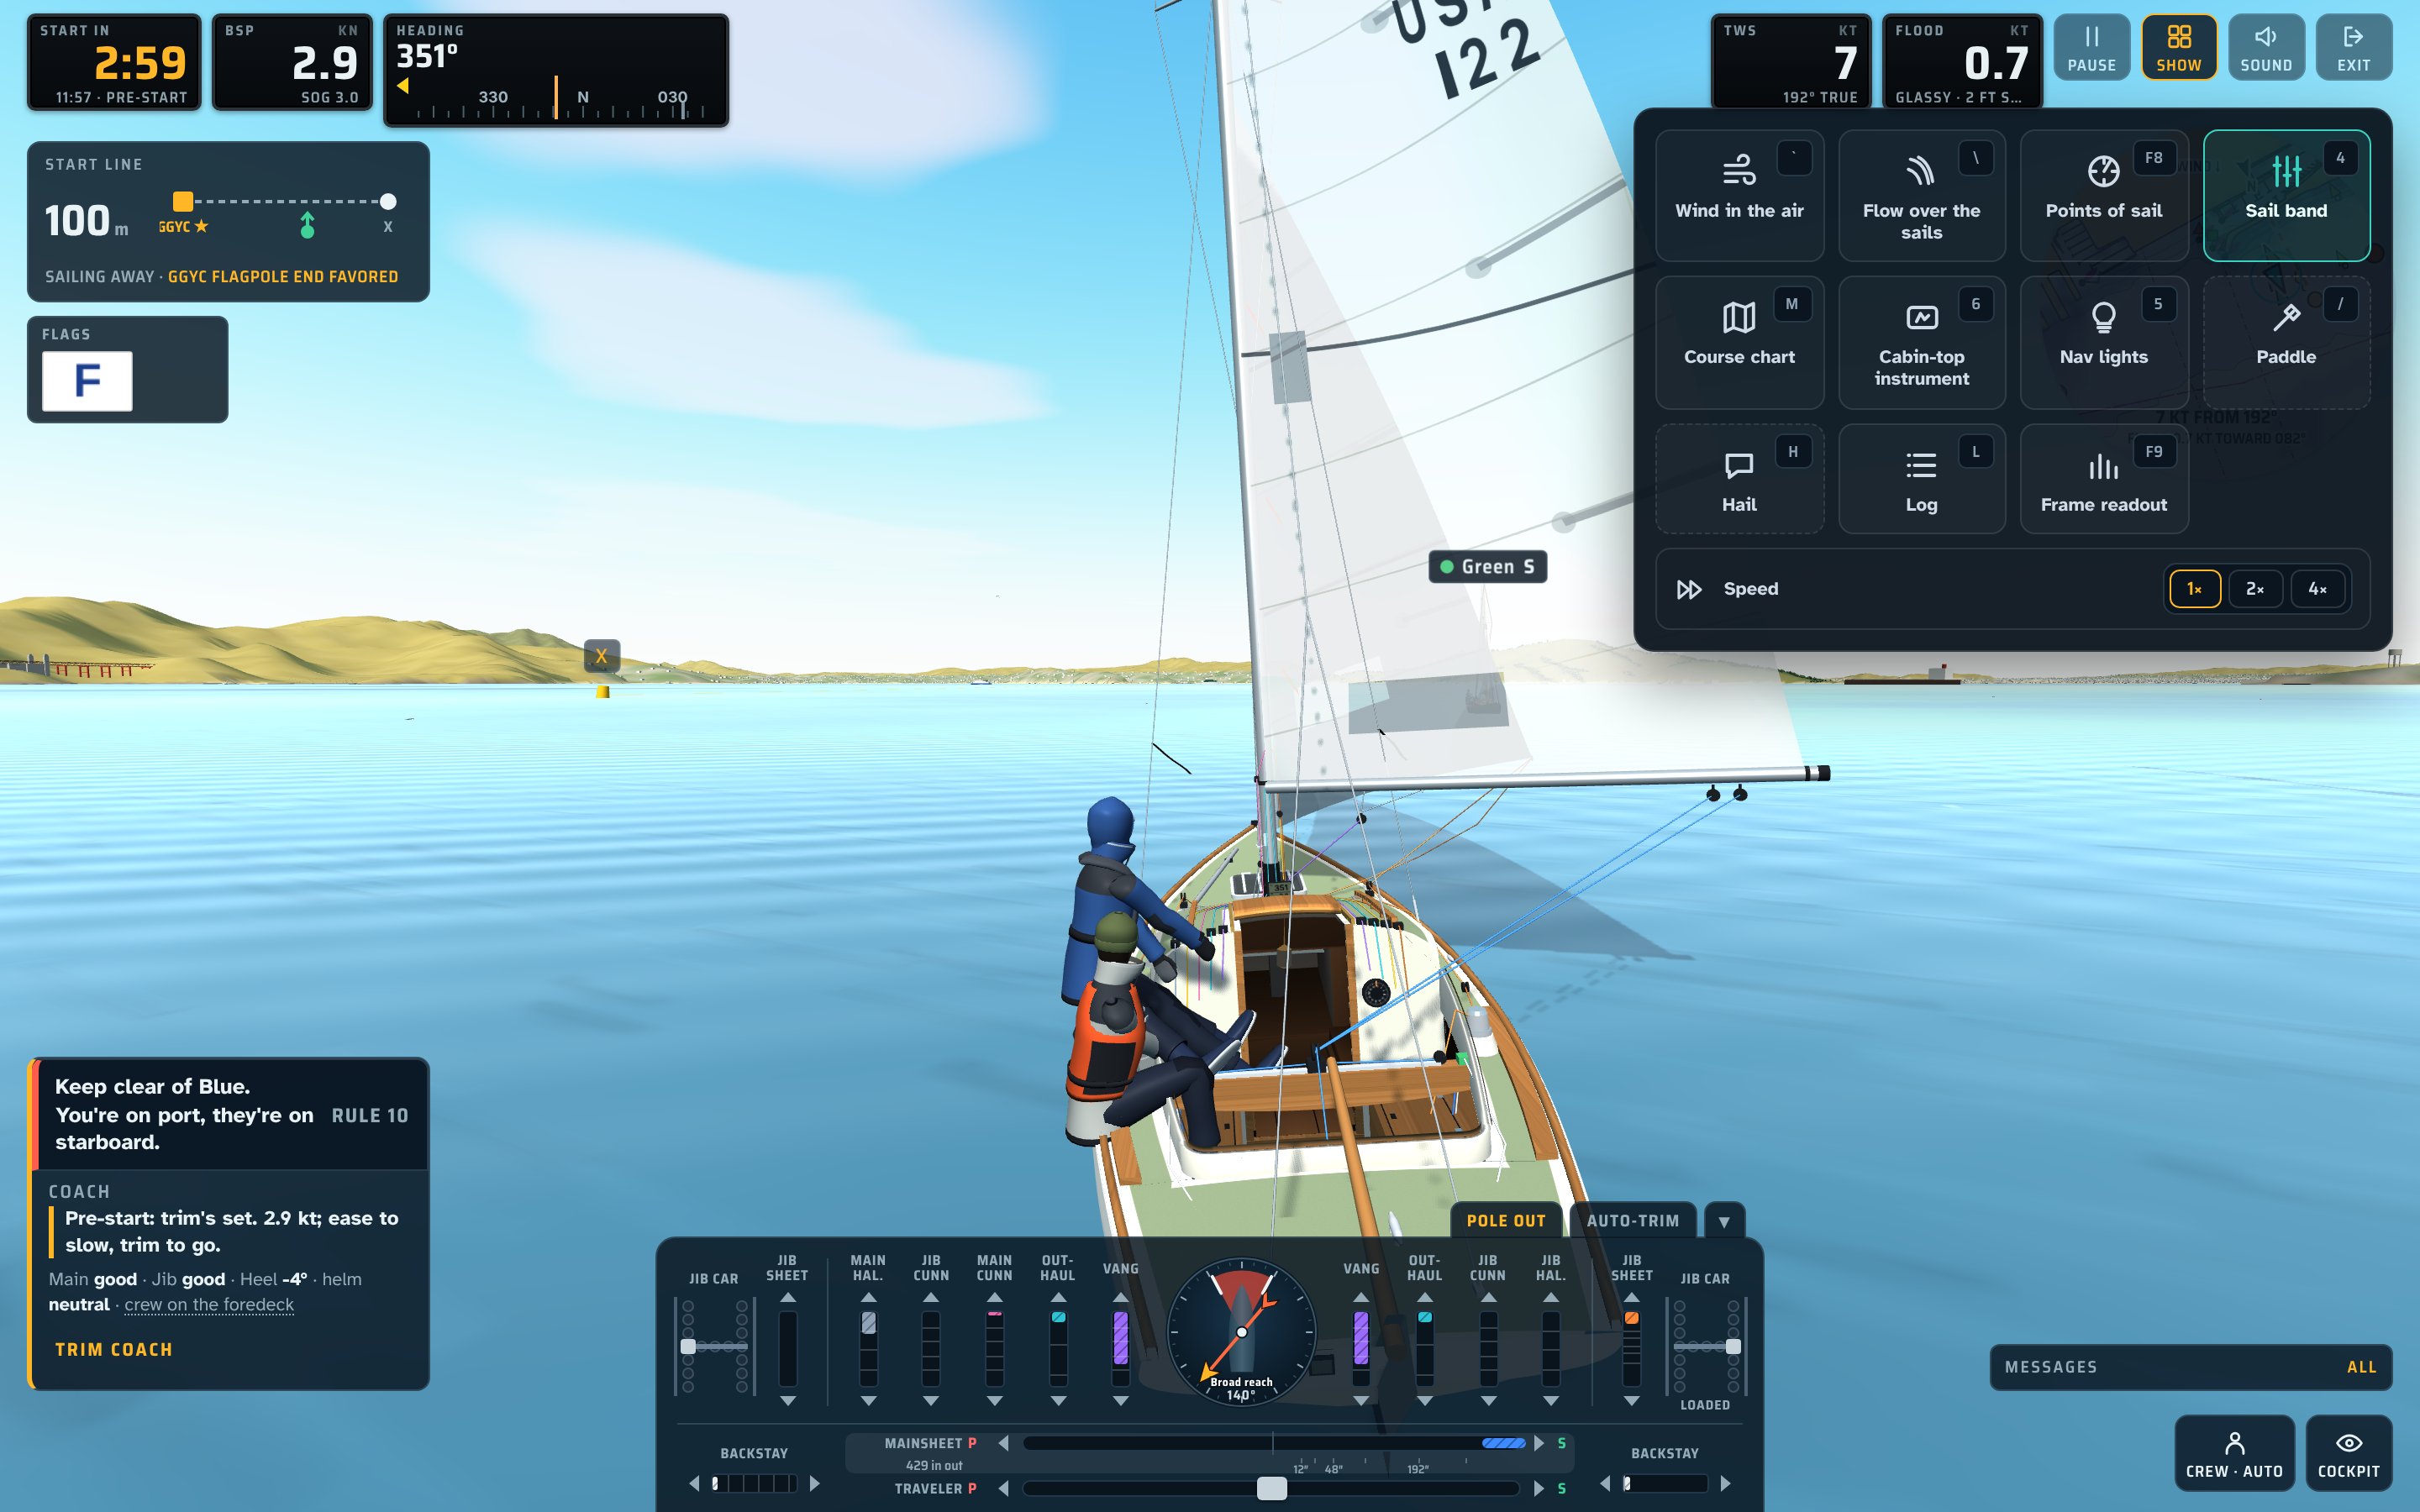 START IN
2:59
11:57 · PRE-START
BSP KN
2.9
SOG 3.0
HEADING
351°
330 N 030
122
TWS KT
7
192° TRUE
FLOOD KT
0.7
GLASSY · 2 FT S...
PAUSE
SHOW
SOUND
EXIT
START LINE
100 m
GGYC ★ X
SAILING AWAY · GGYC FLAGPOLE END FAVORED
FLAGS
F
Wind in the air `
Flow over the sails \
Points of sail F8
Sail band 4
Course chart M
Cabin-top instrument 6
Nav lights 5
Paddle /
7 KT FROM 192°
KT TOWARD 082°
Hail H
Log L
Frame readout F9
Speed 1× 2× 4×
Green S
X
351
Keep clear of Blue.
You're on port, they're on starboard.
RULE 10
COACH
Pre-start: trim's set. 2.9 kt; ease to slow, trim to go.
Main good · Jib good · Heel -4° · helm neutral · crew on the foredeck
TRIM COACH
POLE OUT
AUTO-TRIM
▼
JIB CAR
JIB SHEET
MAIN HAL.
JIB CUNN
MAIN CUNN
OUT-HAUL
VANG
Broad reach
140°
VANG
OUT-HAUL
JIB CUNN
JIB HAL.
JIB SHEET
JIB CAR
LOADED
BACKSTAY
MAINSHEET P S
429 in out
12" 48" 192"
TRAVELER P S
BACKSTAY
MESSAGES ALL
CREW · AUTO
COCKPIT